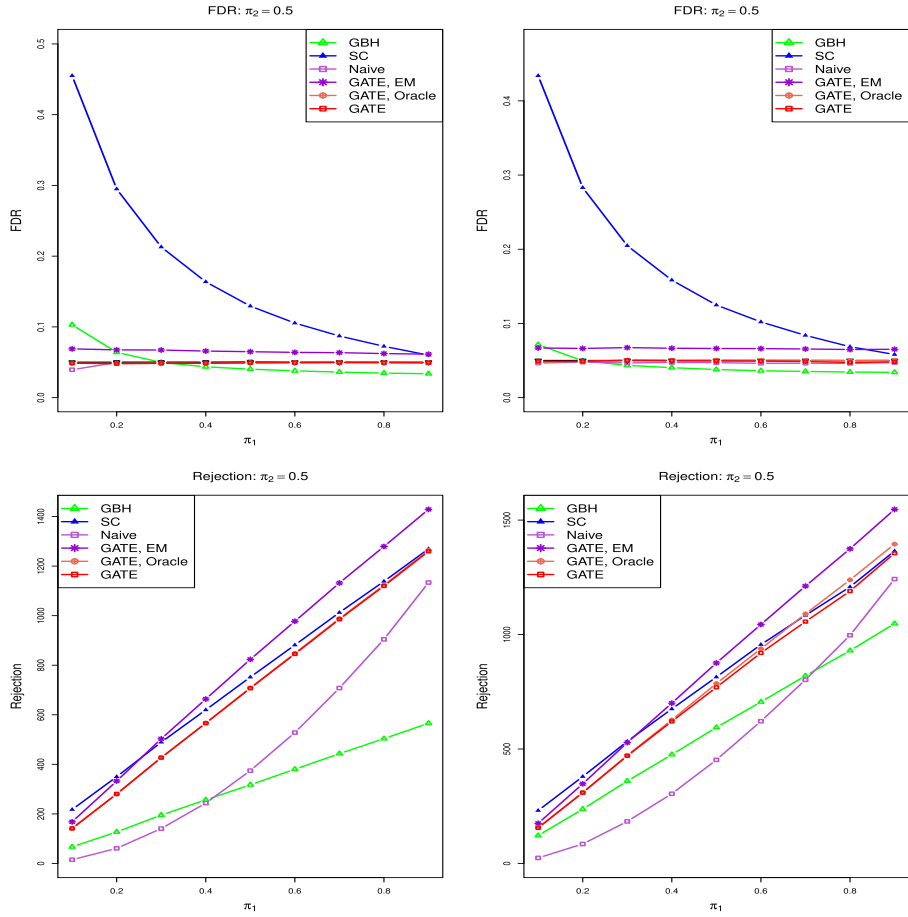 FDR: π₂ = 0.5
FDR
0.0
0.1
0.2
0.3
0.4
0.5
GBH
SC
Naive
GATE, EM
GATE, Oracle
GATE
0.2
0.4
0.6
0.8
π₁
FDR: π₂ = 0.5
FDR
0.0
0.1
0.2
0.3
0.4
GBH
SC
Naive
GATE, EM
GATE, Oracle
GATE
0.2
0.4
0.6
0.8
π₁
Rejection: π₂ = 0.5
Rejection
0
200
400
600
800
1000
1200
1400
GBH
SC
Naive
GATE, EM
GATE, Oracle
GATE
0.2
0.4
0.6
0.8
π₁
Rejection: π₂ = 0.5
Rejection
0
500
1000
1500
GBH
SC
Naive
GATE, EM
GATE, Oracle
GATE
0.2
0.4
0.6
0.8
π₁